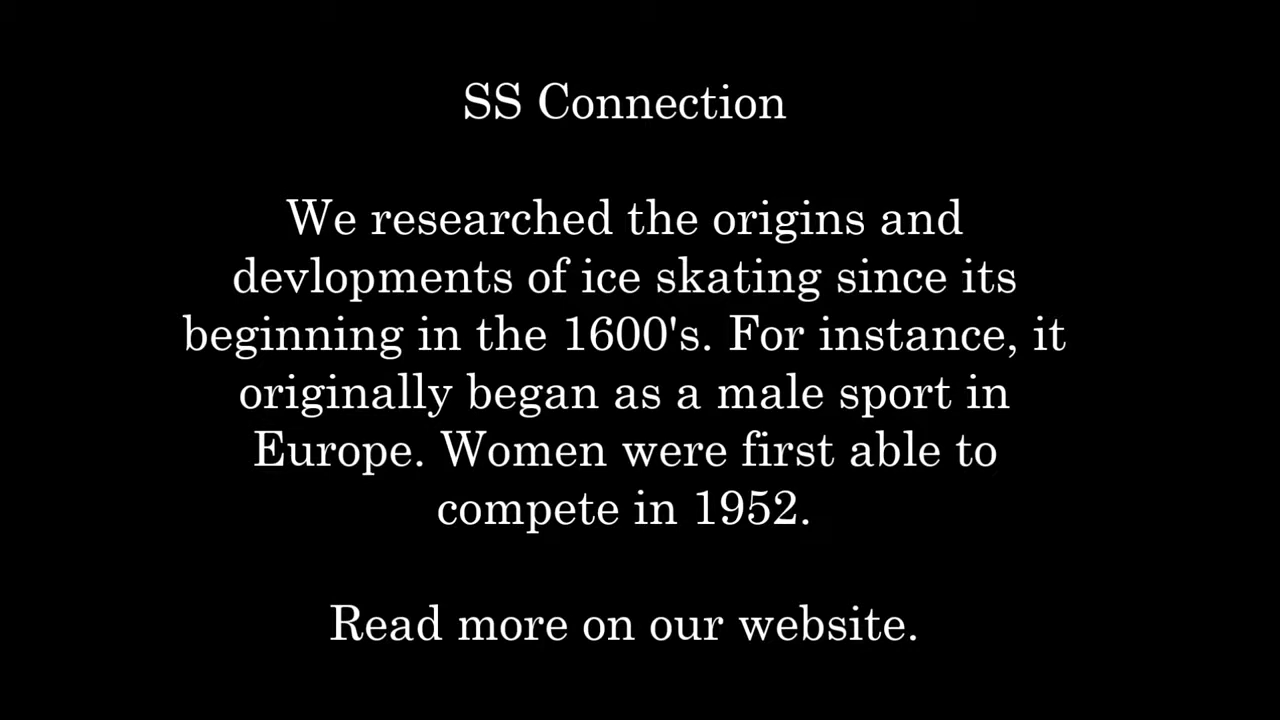 SS Connection
We researched the origins and
devlopments of ice skating since its
beginning in the 1600's. For instance, it
originally began as a male sport in
Europe. Women were first able to
compete in 1952.
Read more on our website.